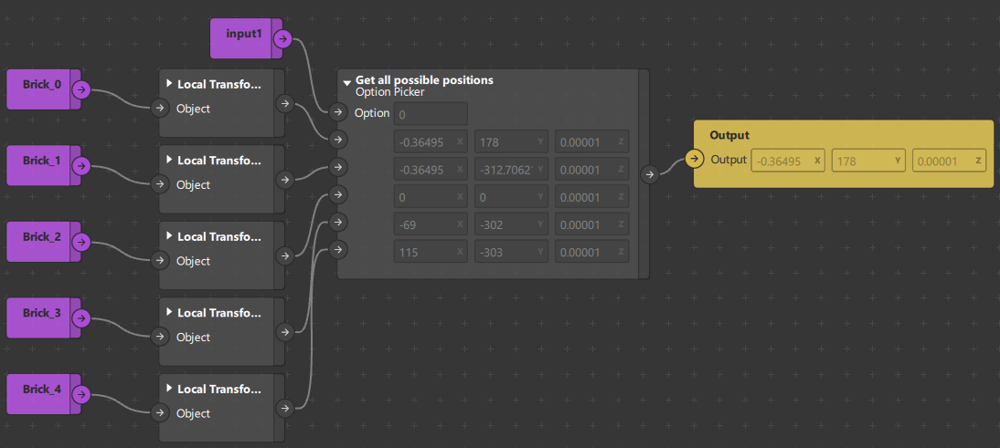 input1
Brick_0
Local Transfo...
Object
Brick_1
Local Transfo...
Object
Brick_2
Local Transfo...
Object
Brick_3
Local Transfo...
Object
Brick_4
Local Transfo...
Object
Get all possible positions
Option Picker
Option 0
-0.36495 X 178 Y 0.00001 Z
-0.36495 X -312.7062 Y 0.00001 Z
0 X 0 Y 0.00001 Z
-69 X -302 Y 0.00001 Z
115 X -303 Y 0.00001 Z
Output
Output -0.36495 X 178 Y 0.00001 Z